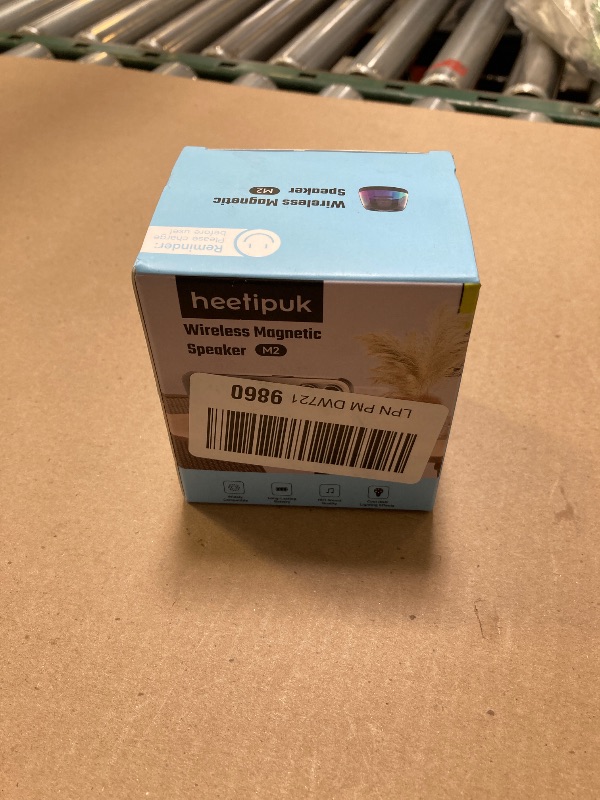 Wireless Magnetic
Speaker M2
Reminder:
Please charge
before use!
heetipuk
Wireless Magnetic
Speaker M2
LPN PM DW721 9860